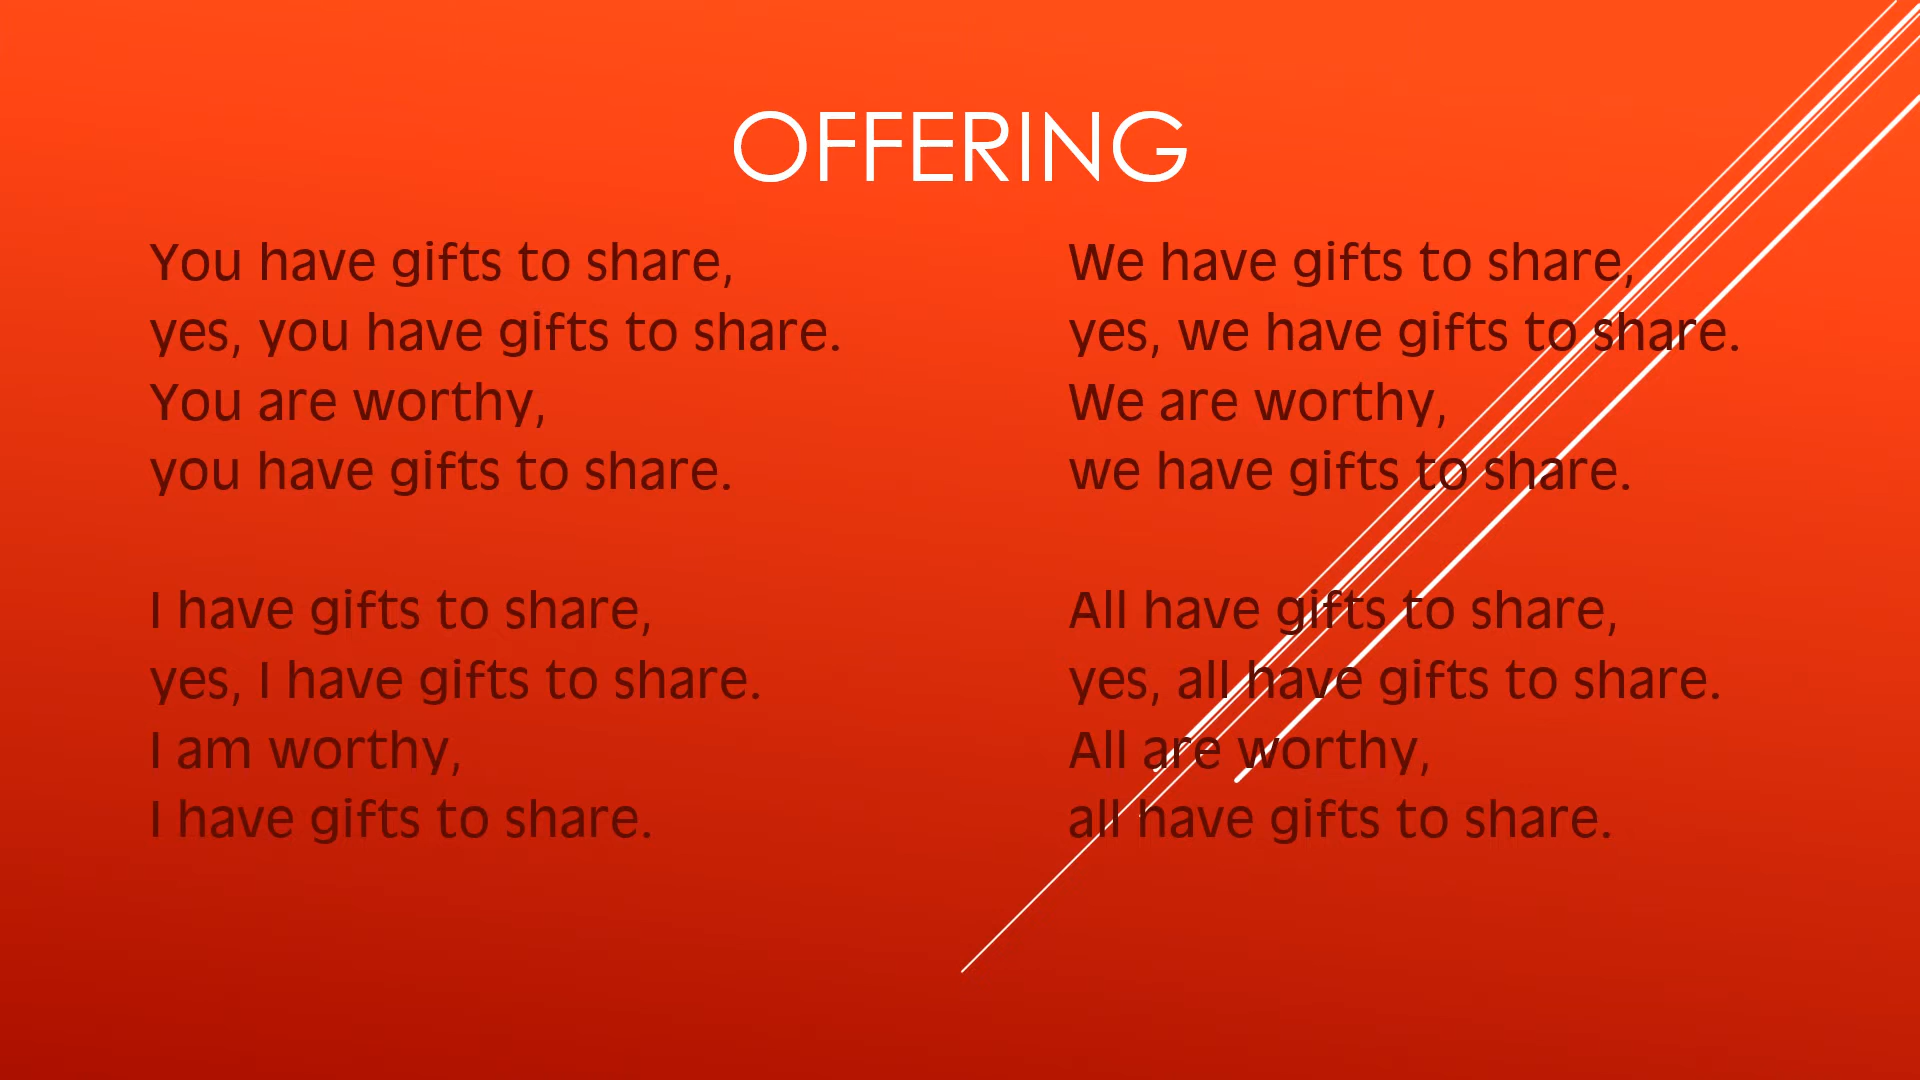 OFFERING
You have gifts to share,
yes, you have gifts to share.
You are worthy,
you have gifts to share.
I have gifts to share,
yes, I have gifts to share.
I am worthy,
I have gifts to share.
We have gifts to share,
yes, we have gifts to share.
We are worthy,
we have gifts to share.
All have gifts to share,
yes, all have gifts to share.
All are worthy,
all have gifts to share.